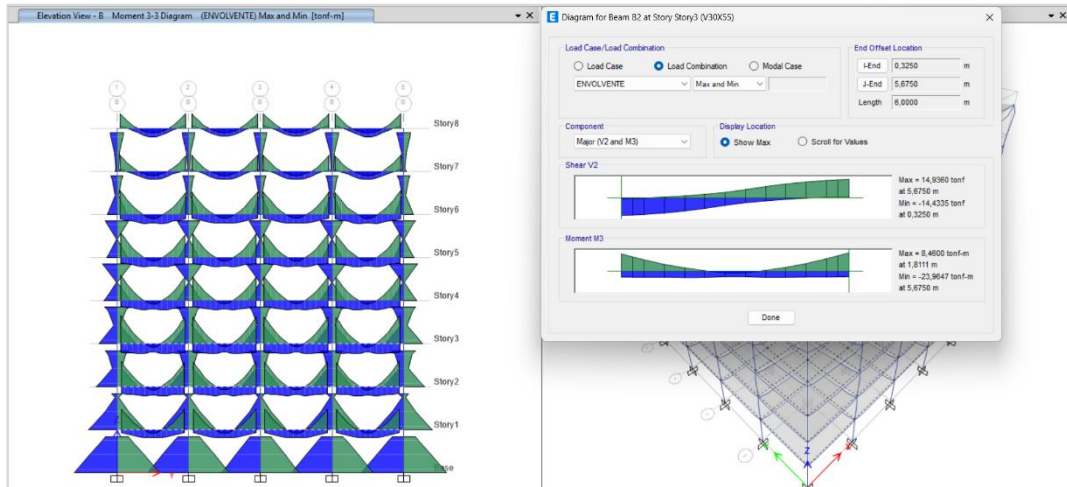 Elevation View - B Moment 3-3 Diagram (ENVOLVENTE) Max and Min [tonf-m]
1 2 3 4 5
B B B B B
Story8
Story7
Story6
Story5
Story4
Story3
Story2
Story1
Base
Z
Y
E Diagram for Beam B2 at Story Story3 (V30X55)
Load Case/Load Combination
Load Case Load Combination Modal Case
ENVOLVENTE Max and Min
End Offset Location
I-End 0,3250 m
J-End 5,6750 m
Length 6,0000 m
Component
Major (V2 and M3)
Display Location
Show Max Scroll for Values
Shear V2
Max = 14,9360 tonf
at 5,6750 m
Min = -14,4335 tonf
at 0,3250 m
Moment M3
Max = 8,4600 tonf-m
at 1,8111 m
Min = -23,9647 tonf-m
at 5,6750 m
Done
Z
Y X